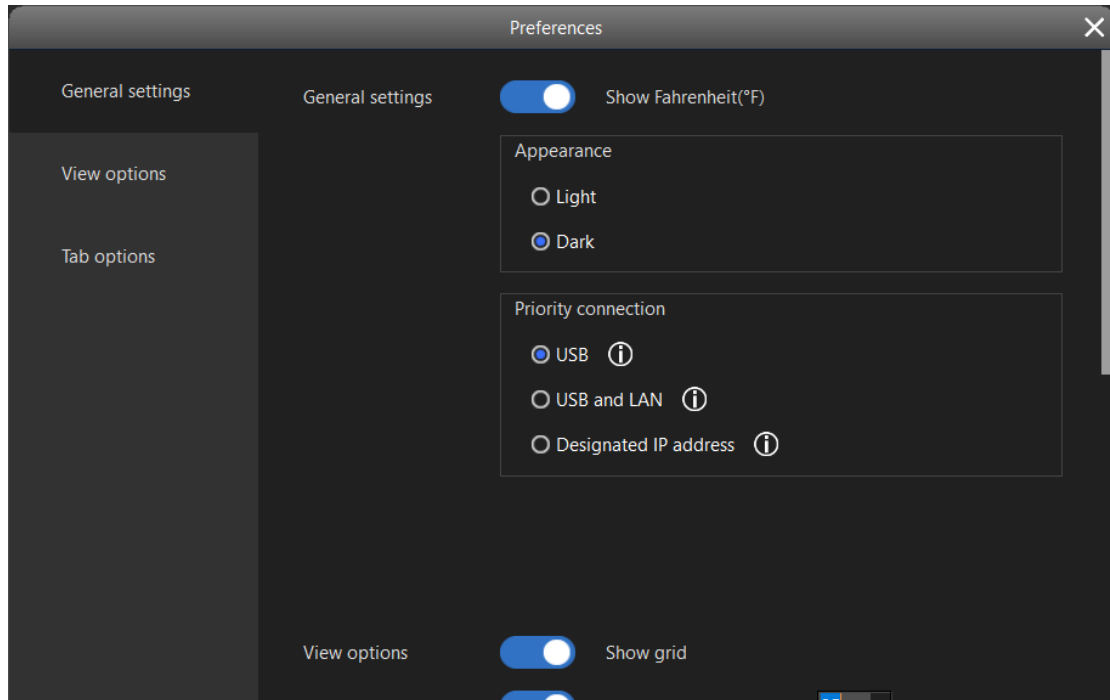 Preferences
General settings
General settings
Show Fahrenheit(°F)
Appearance
View options
Light
Dark
Tab options
Priority connection
USB
USB and LAN
Designated IP address
View options
Show grid